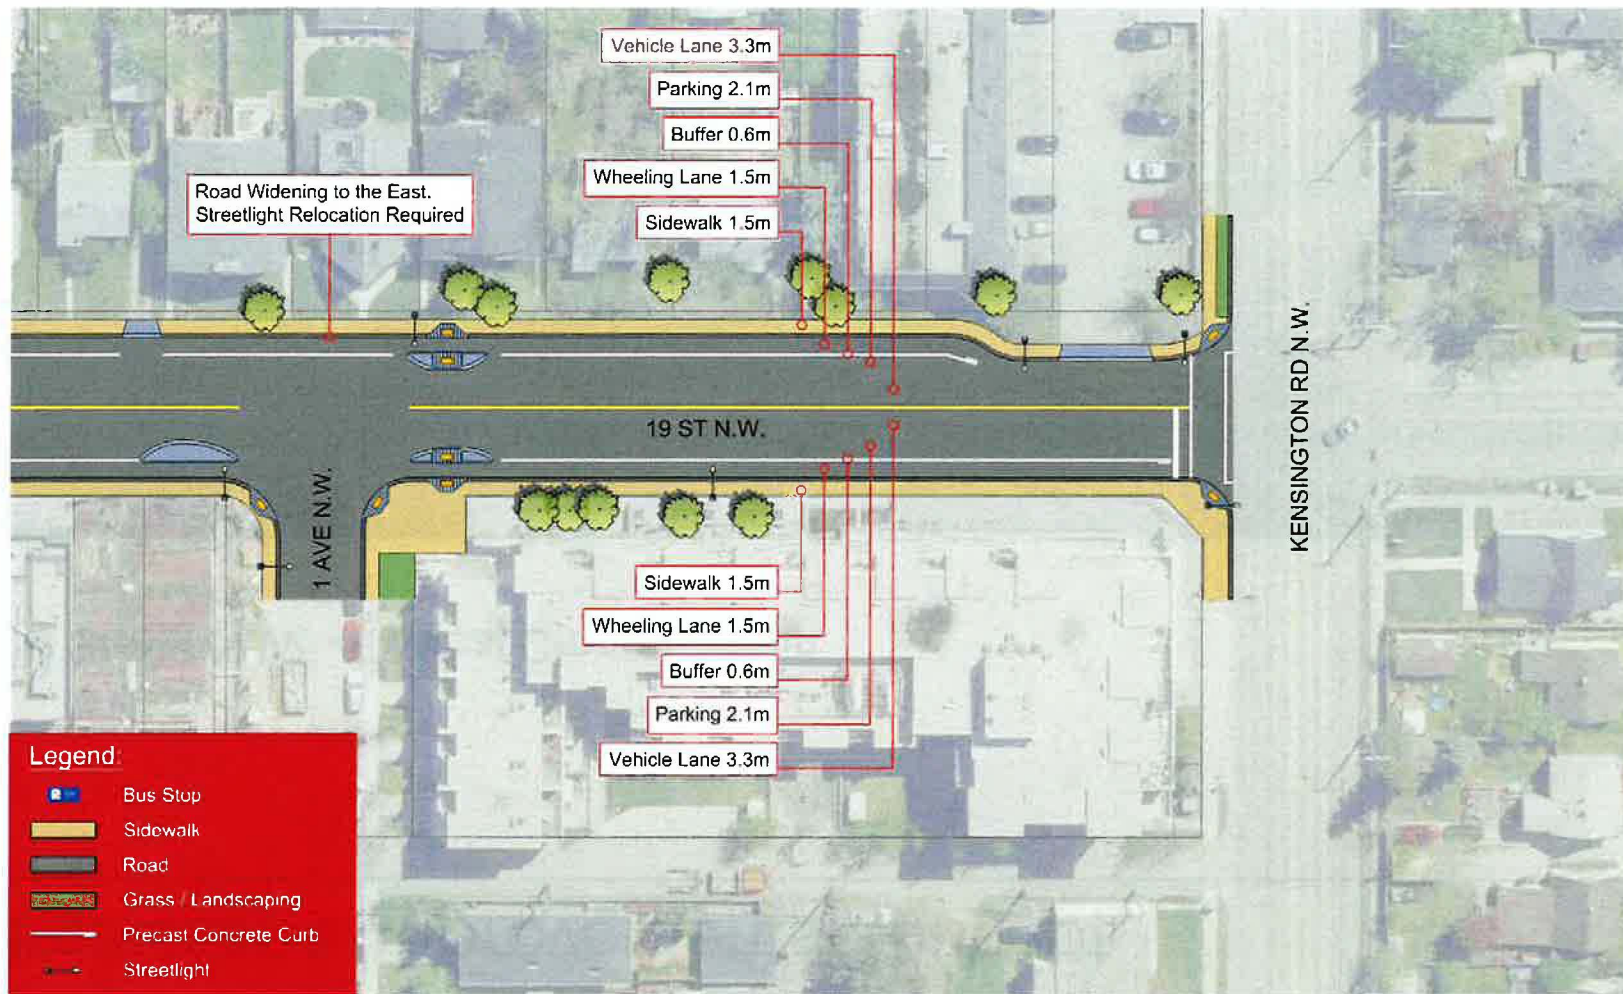 Vehicle Lane 3.3m
Parking 2.1m
Buffer 0.6m
Wheeling Lane 1.5m
Sidewalk 1.5m
Road Widening to the East.
Streetlight Relocation Required
19 ST N.W.
1 AVE N.W.
KENSINGTON RD N.W.
Sidewalk 1.5m
Wheeling Lane 1.5m
Buffer 0.6m
Parking 2.1m
Vehicle Lane 3.3m
Legend:
Bus Stop
Sidewalk
Road
Grass / Landscaping
Precast Concrete Curb
Streetlight